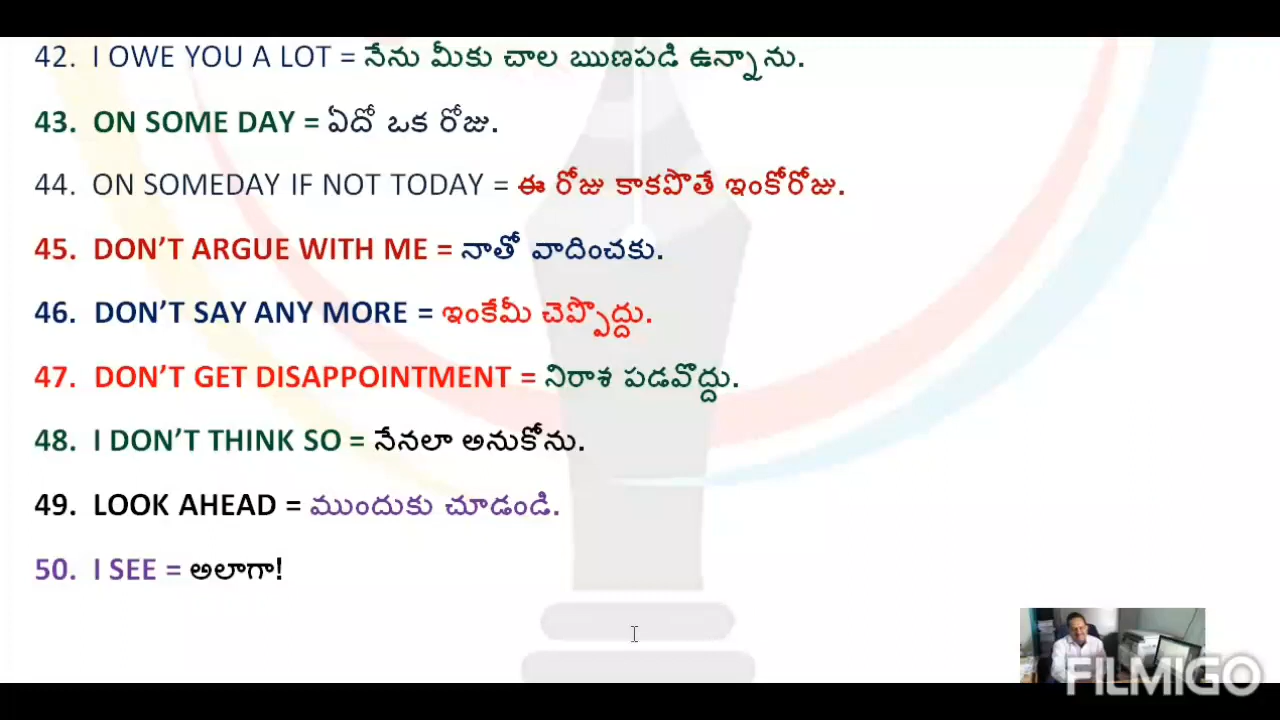 42. I OWE YOU A LOT = నేను మీకు చాల ఋణపడి ఉన్నాను.
43. ON SOME DAY = ఏదో ఒక రోజు.
44. ON SOMEDAY IF NOT TODAY = ఈ రోజు కాకపొతే ఇంకోరోజు.
45. DON’T ARGUE WITH ME = నాతో వాదించకు.
46. DON’T SAY ANY MORE = ఇంకేమీ చెప్పొద్దు.
47. DON’T GET DISAPPOINTMENT = నిరాశ పడవొద్దు.
48. I DON’T THINK SO = నేనలా అనుకోను.
49. LOOK AHEAD = ముందుకు చూడండి.
50. I SEE = అలాగా!
FILMIGO